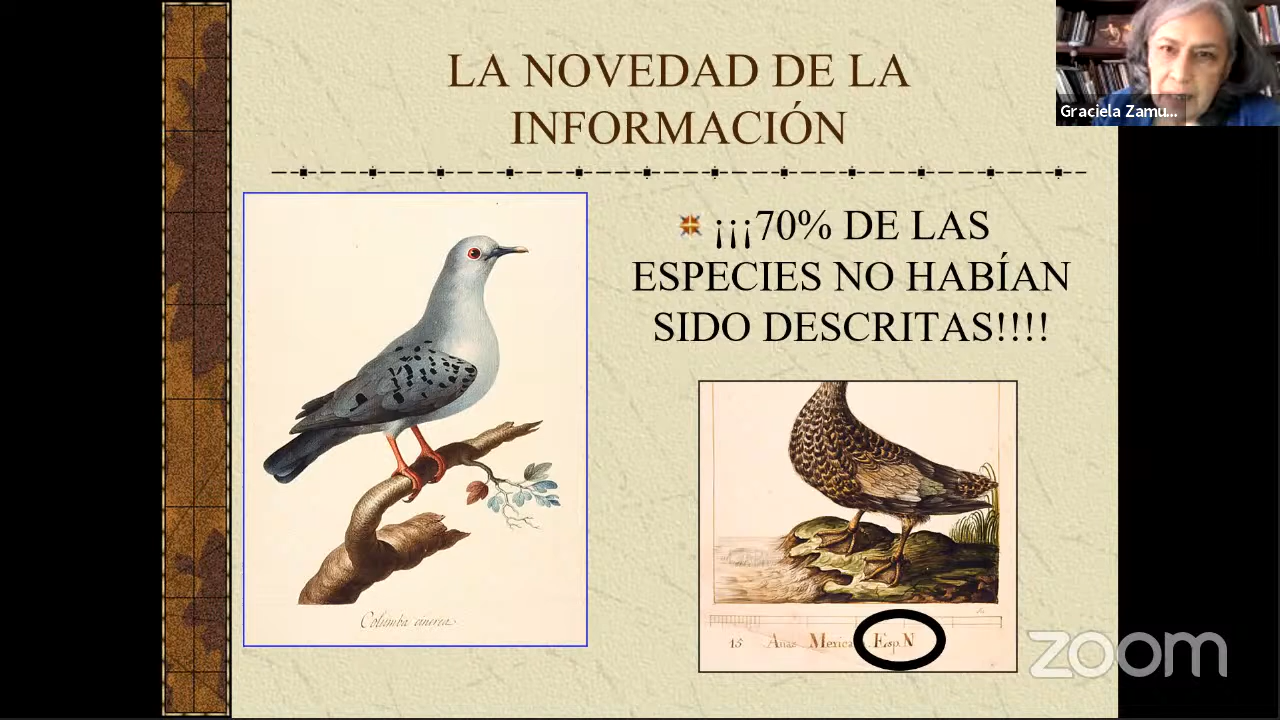 LA NOVEDAD DE LA
INFORMACIÓN
Graciela Zamu...
¡¡¡70% DE LAS
ESPECIES NO HABÍAN
SIDO DESCRITAS!!!!
Columba cinerea
15 Anas Mexica Esp. N
zoom